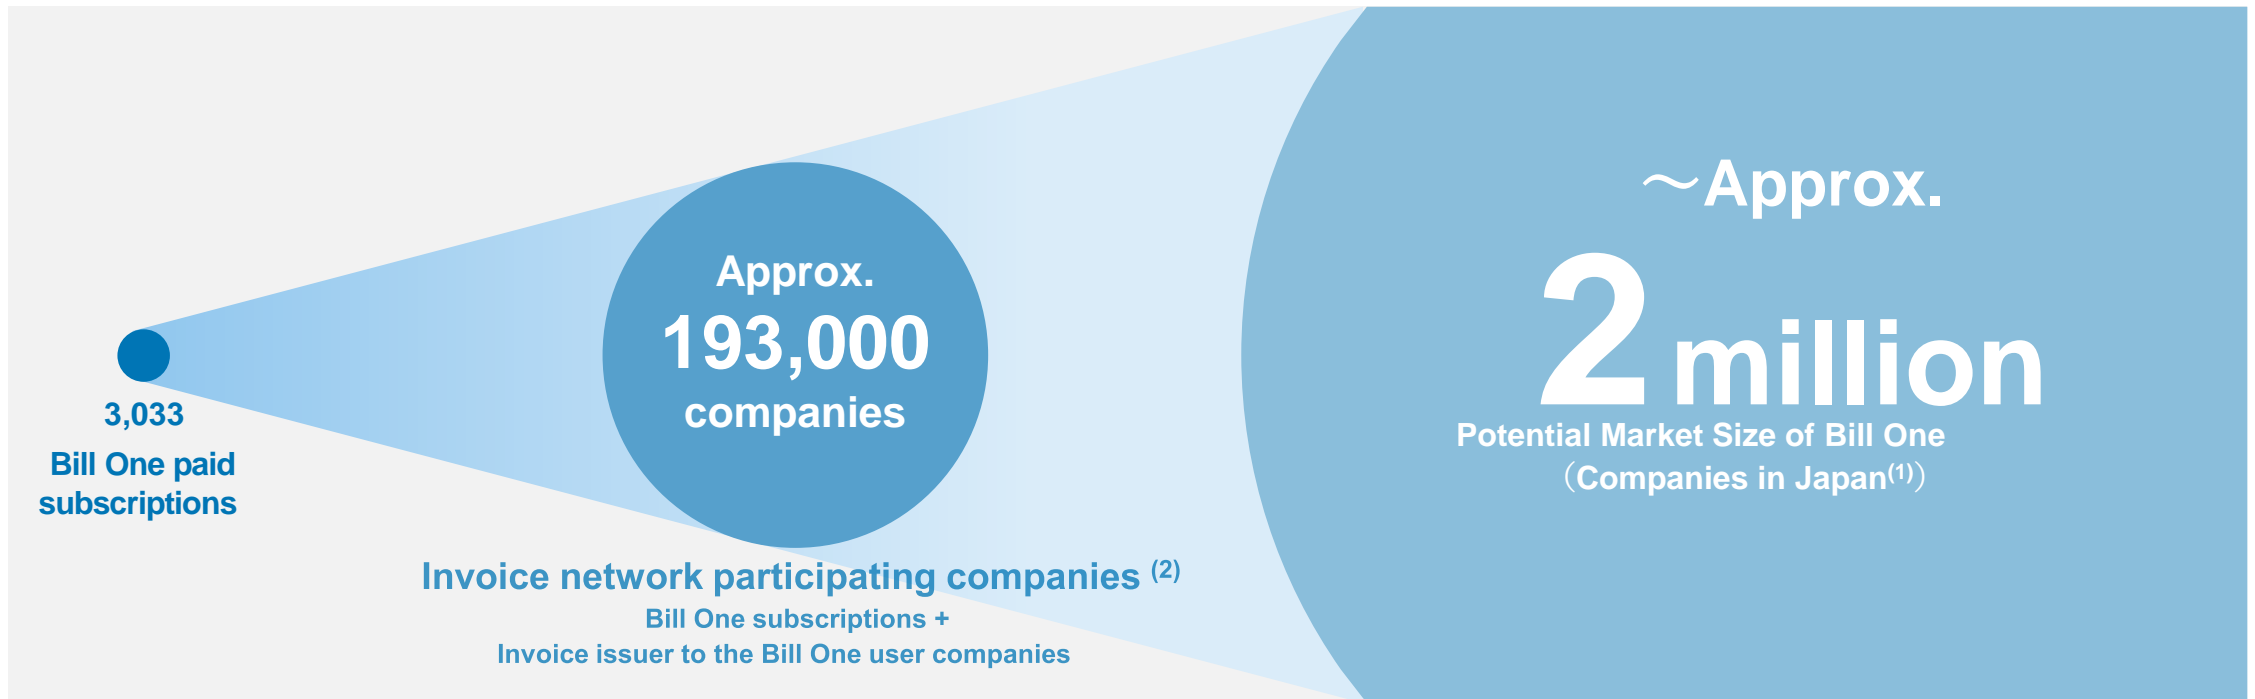 3,033
Bill One paid
subscriptions
Approx.
193,000
companies
Invoice network participating companies (2)
Bill One subscriptions +
Invoice issuer to the Bill One user companies
～Approx.
2 million
Potential Market Size of Bill One
（Companies in Japan(1)）